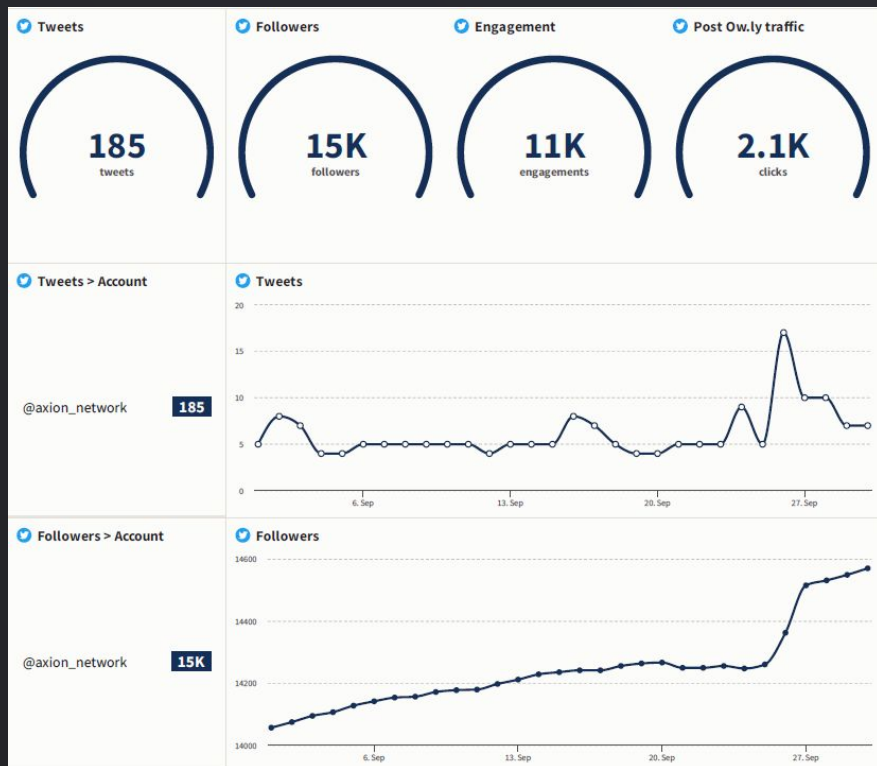 Tweets
185
tweets
Followers
15K
followers
Engagement
11K
engagements
Post Ow.ly traffic
2.1K
clicks
Tweets > Account
@axion_network 185
Tweets
20
15
10
5
0
6. Sep 13. Sep 20. Sep 27. Sep
Followers > Account
@axion_network 15K
Followers
14600
14400
14200
14000
6. Sep 13. Sep 20. Sep 27. Sep